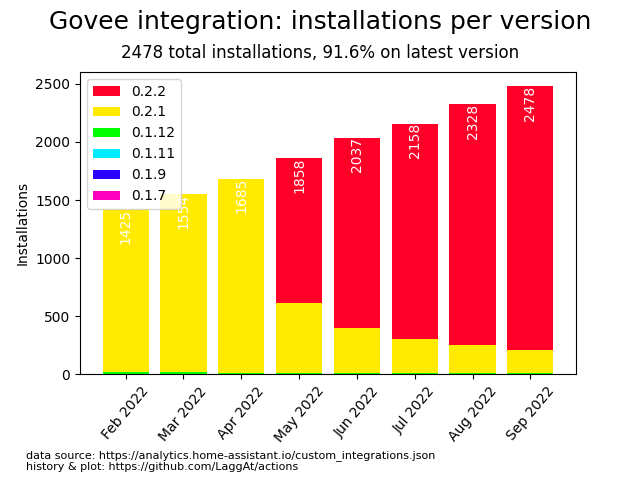 Govee integration: installations per version
2478 total installations, 91.6% on latest version
Installations
2500
2000
1500
1000
500
0
0.2.2
0.2.1
0.1.12
0.1.11
0.1.9
0.1.7
1425
1554
1685
1858
2037
2158
2328
2478
Feb 2022
Mar 2022
Apr 2022
May 2022
Jun 2022
Jul 2022
Aug 2022
Sep 2022
data source: https://analytics.home-assistant.io/custom_integrations.json
history & plot: https://github.com/LaggAt/actions